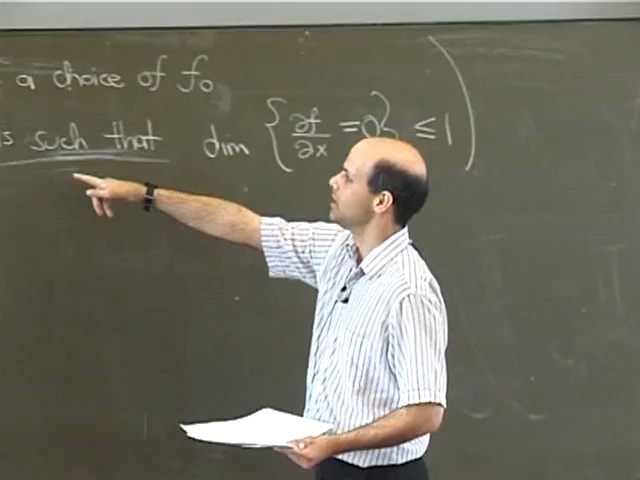 a choice of f₀
such that dim { ∂f/∂x = 0 } ≤ 1 )